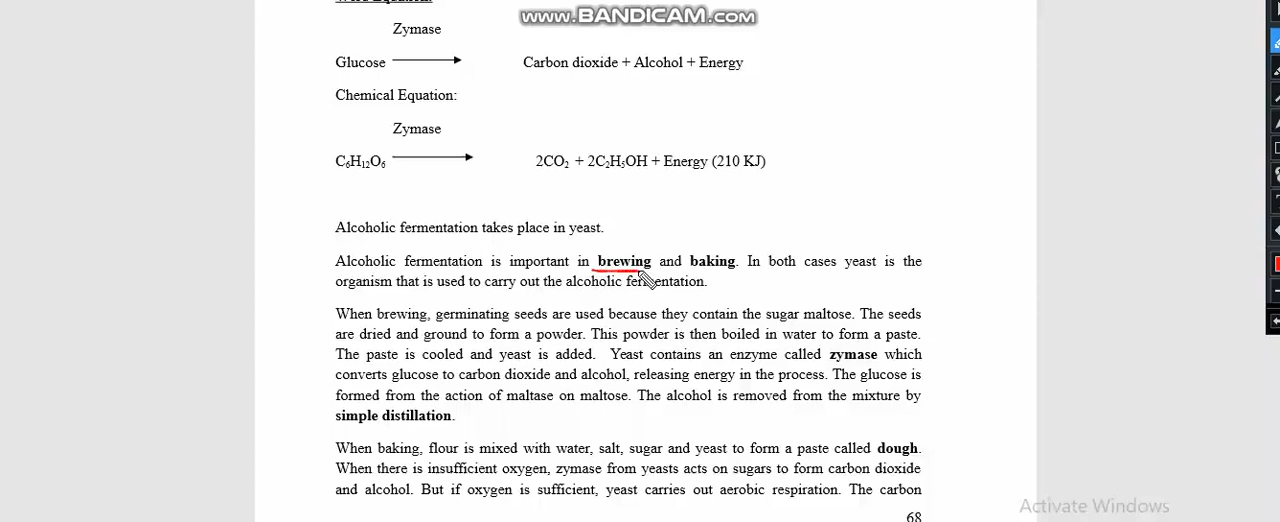 www.BANDICAM.com
Zymase
Glucose Carbon dioxide + Alcohol + Energy
Chemical Equation:
Zymase
C₆H₁₂O₆ 2CO₂ + 2C₂H₅OH + Energy (210 KJ)
Alcoholic fermentation takes place in yeast.
Alcoholic fermentation is important in brewing and baking. In both cases yeast is the
organism that is used to carry out the alcoholic fermentation.
When brewing, germinating seeds are used because they contain the sugar maltose. The seeds
are dried and ground to form a powder. This powder is then boiled in water to form a paste.
The paste is cooled and yeast is added. Yeast contains an enzyme called zymase which
converts glucose to carbon dioxide and alcohol, releasing energy in the process. The glucose is
formed from the action of maltase on maltose. The alcohol is removed from the mixture by
simple distillation.
When baking, flour is mixed with water, salt, sugar and yeast to form a paste called dough.
When there is insufficient oxygen, zymase from yeasts acts on sugars to form carbon dioxide
and alcohol. But if oxygen is sufficient, yeast carries out aerobic respiration. The carbon
68
Activate Windows